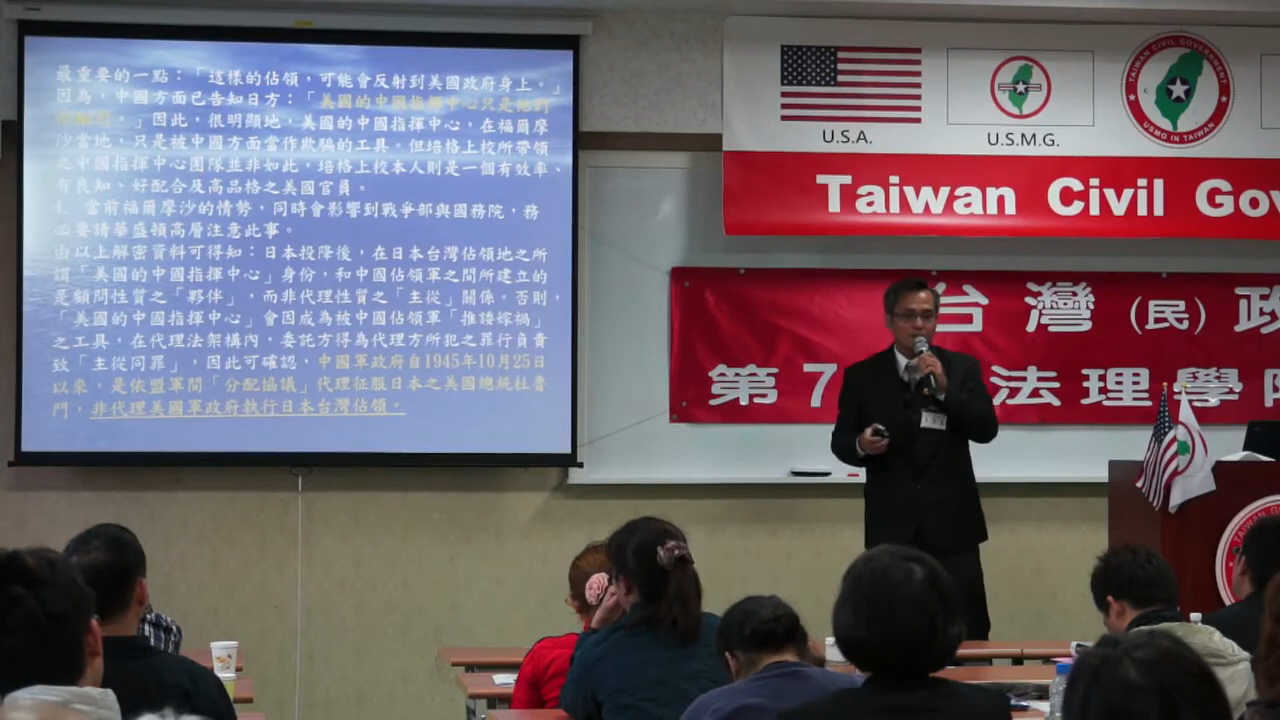 最重要的一點：「這樣的佔領，可能會反射到美國政府身上。」
因為，中國方面已告知日方：「美國的中國指揮中心只是他們
。」因此，很明顯地，美國的中國指揮中心，在福爾摩
沙當地，只是被中國方面當作欺騙的工具。但培格上校所帶領
之中國指揮中心團隊並非如此，培格上校本人則是一個有效率、
有良知、好配合及高品格之美國官員。
4. 當前福爾摩沙的情勢，同時會影響到戰爭部與國務院，務
必要請華盛頓高層注意此事。
由以上解密資料可得知：日本投降後，在日本台灣佔領地之所
謂「美國的中國指揮中心」身份，和中國佔領軍之間所建立的
是顧問性質之「夥伴」，而非代理性質之「主從」關係。否則，
「美國的中國指揮中心」會因成為被中國佔領軍「推諉嫁禍」
之工具，在代理法架構內，委託方得為代理方所犯之罪行負責
致「主從同罪」，因此可確認，中國軍政府自1945年10月25日
以來，是依盟軍間「分配協議」代理征服日本之美國總統杜魯
門，非代理美國軍政府執行日本台灣佔領。
U.S.A.
U.S.M.G.
TAIWAN CIVIL GOVERNMENT
USMG IN TAIWAN
Taiwan Civil Gov
台灣(民)政
第7 法理學院